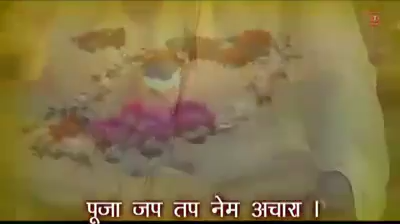 पूजा जप तप नेम अचारा ।